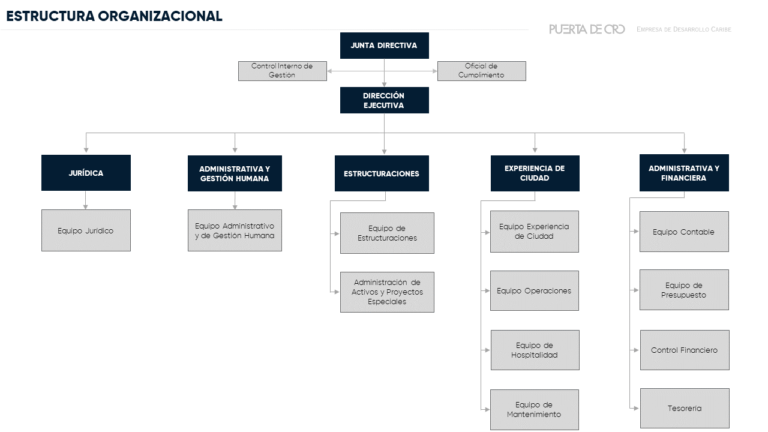 ESTRUCTURA ORGANIZACIONAL
PUERTA DE ORO
EMPRESA DE DESARROLLO CARIBE
JUNTA DIRECTIVA
Control Interno de
Gestión
Oficial de
Cumplimiento
DIRECCIÓN
EJECUTIVA
JURÍDICA
ADMINISTRATIVA Y
GESTIÓN HUMANA
ESTRUCTURACIONES
EXPERIENCIA DE
CIUDAD
ADMINISTRATIVA Y
FINANCIERA
Equipo Jurídico
Equipo Administrativo
y de Gestión Humana
Equipo de
Estructuraciones
Administración de
Activos y Proyectos
Especiales
Equipo Experiencia
de Ciudad
Equipo Operaciones
Equipo de
Hospitalidad
Equipo de
Mantenimiento
Equipo Contable
Equipo de
Presupuesto
Control Financiero
Tesorería